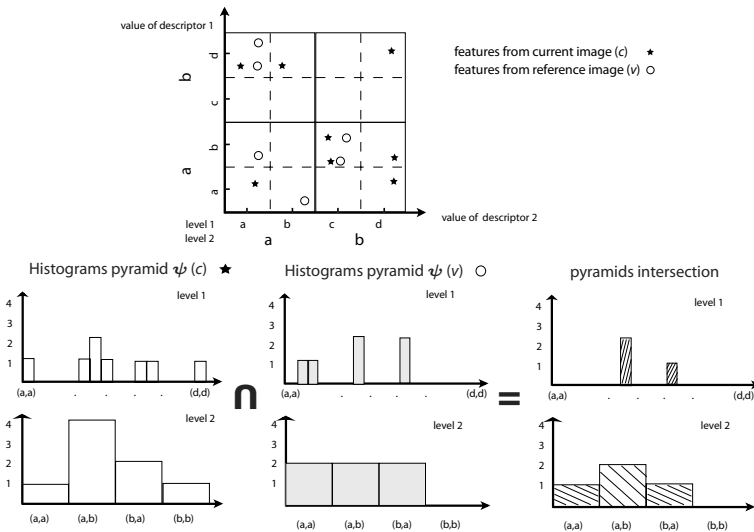 value of descriptor 1
features from current image (c)
features from reference image (v)
d
b
c
b
a
a
value of descriptor 2
level 1 a b c d
level 2 a b
Histograms pyramid ψ (c)
Histograms pyramid ψ (v)
pyramids intersection
level 1
4
3
2
1
(a,a) . . . (d,d)
level 1
4
3
2
1
(a,a) . . . (d,d)
level 1
4
3
2
1
(a,a) . . . (d,d)
∩
=
level 2
4
3
2
1
(a,a) (a,b) (b,a) (b,b)
level 2
4
3
2
1
(a,a) (a,b) (b,a) (b,b)
level 2
4
3
2
1
(a,a) (a,b) (b,a) (b,b)